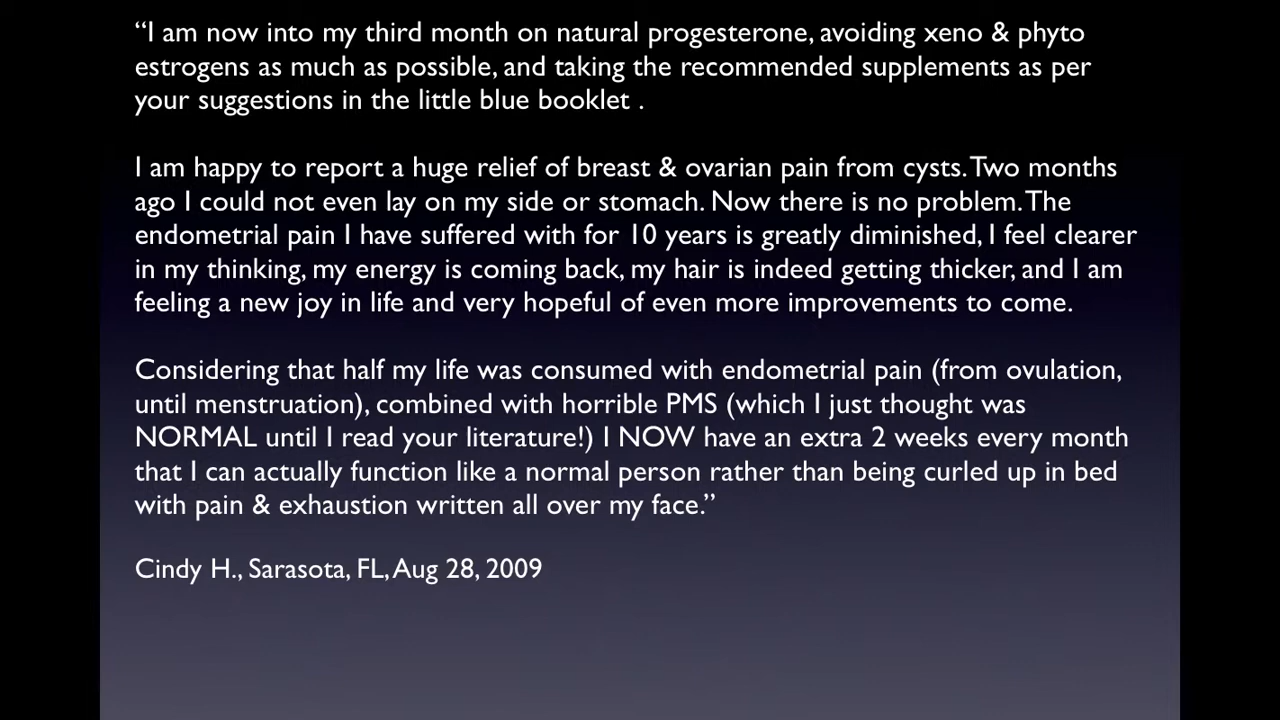 “I am now into my third month on natural progesterone, avoiding xeno & phyto
estrogens as much as possible, and taking the recommended supplements as per
your suggestions in the little blue booklet .
I am happy to report a huge relief of breast & ovarian pain from cysts. Two months
ago I could not even lay on my side or stomach. Now there is no problem. The
endometrial pain I have suffered with for 10 years is greatly diminished, I feel clearer
in my thinking, my energy is coming back, my hair is indeed getting thicker, and I am
feeling a new joy in life and very hopeful of even more improvements to come.
Considering that half my life was consumed with endometrial pain (from ovulation,
until menstruation), combined with horrible PMS (which I just thought was
NORMAL until I read your literature!) I NOW have an extra 2 weeks every month
that I can actually function like a normal person rather than being curled up in bed
with pain & exhaustion written all over my face.”
Cindy H., Sarasota, FL, Aug 28, 2009